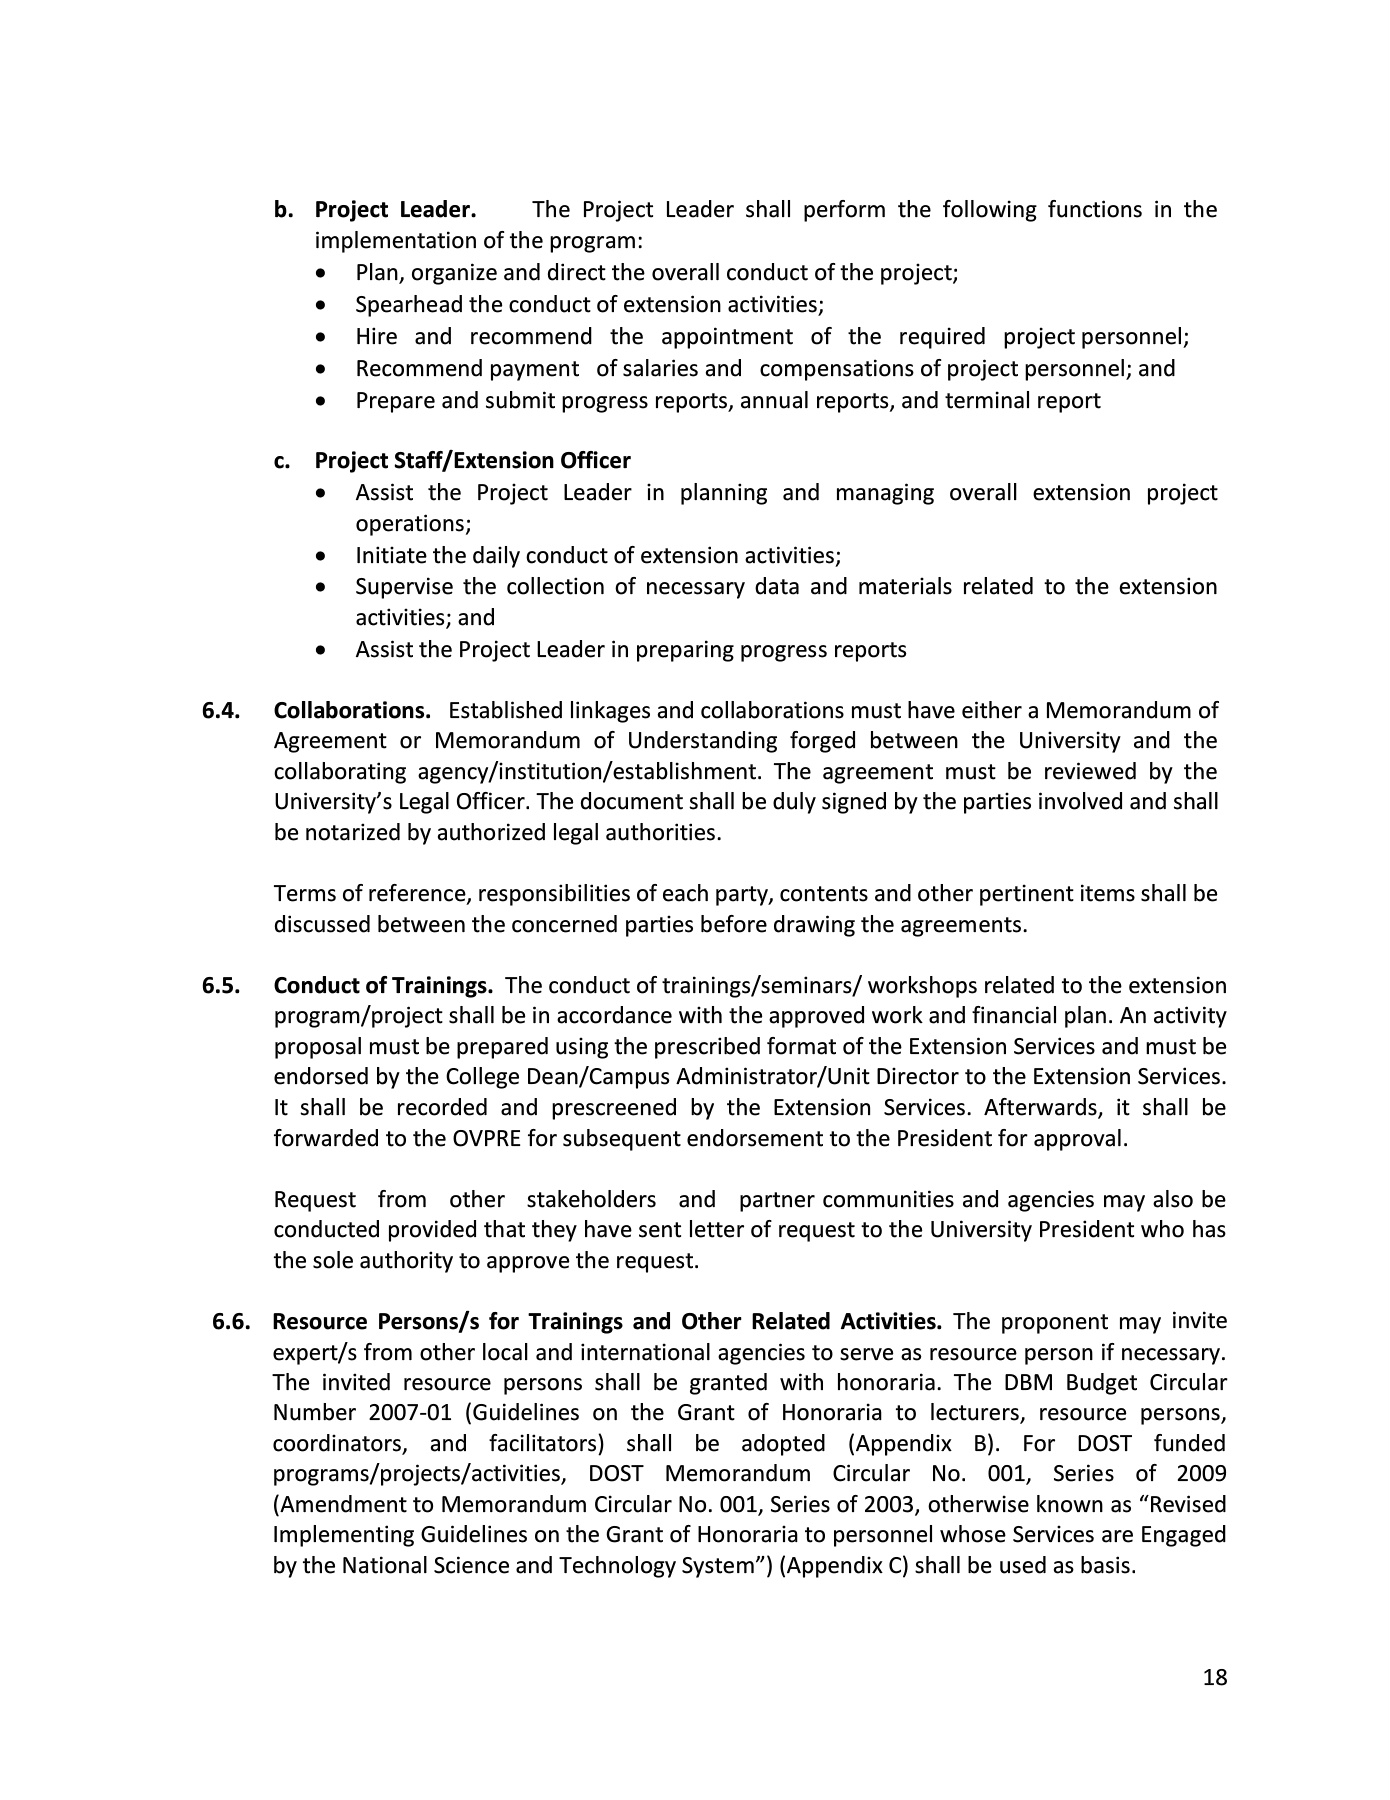 b. Project Leader. The Project Leader shall perform the following functions in the
implementation of the program:
• Plan, organize and direct the overall conduct of the project;
• Spearhead the conduct of extension activities;
• Hire and recommend the appointment of the required project personnel;
• Recommend payment of salaries and compensations of project personnel; and
• Prepare and submit progress reports, annual reports, and terminal report
c. Project Staff/Extension Officer
• Assist the Project Leader in planning and managing overall extension project
operations;
• Initiate the daily conduct of extension activities;
• Supervise the collection of necessary data and materials related to the extension
activities; and
• Assist the Project Leader in preparing progress reports
6.4. Collaborations. Established linkages and collaborations must have either a Memorandum of
Agreement or Memorandum of Understanding forged between the University and the
collaborating agency/institution/establishment. The agreement must be reviewed by the
University’s Legal Officer. The document shall be duly signed by the parties involved and shall
be notarized by authorized legal authorities.
Terms of reference, responsibilities of each party, contents and other pertinent items shall be
discussed between the concerned parties before drawing the agreements.
6.5. Conduct of Trainings. The conduct of trainings/seminars/ workshops related to the extension
program/project shall be in accordance with the approved work and financial plan. An activity
proposal must be prepared using the prescribed format of the Extension Services and must be
endorsed by the College Dean/Campus Administrator/Unit Director to the Extension Services.
It shall be recorded and prescreened by the Extension Services. Afterwards, it shall be
forwarded to the OVPRE for subsequent endorsement to the President for approval.
Request from other stakeholders and partner communities and agencies may also be
conducted provided that they have sent letter of request to the University President who has
the sole authority to approve the request.
6.6. Resource Persons/s for Trainings and Other Related Activities. The proponent may invite
expert/s from other local and international agencies to serve as resource person if necessary.
The invited resource persons shall be granted with honoraria. The DBM Budget Circular
Number 2007-01 (Guidelines on the Grant of Honoraria to lecturers, resource persons,
coordinators, and facilitators) shall be adopted (Appendix B). For DOST funded
programs/projects/activities, DOST Memorandum Circular No. 001, Series of 2009
(Amendment to Memorandum Circular No. 001, Series of 2003, otherwise known as “Revised
Implementing Guidelines on the Grant of Honoraria to personnel whose Services are Engaged
by the National Science and Technology System”) (Appendix C) shall be used as basis.
18